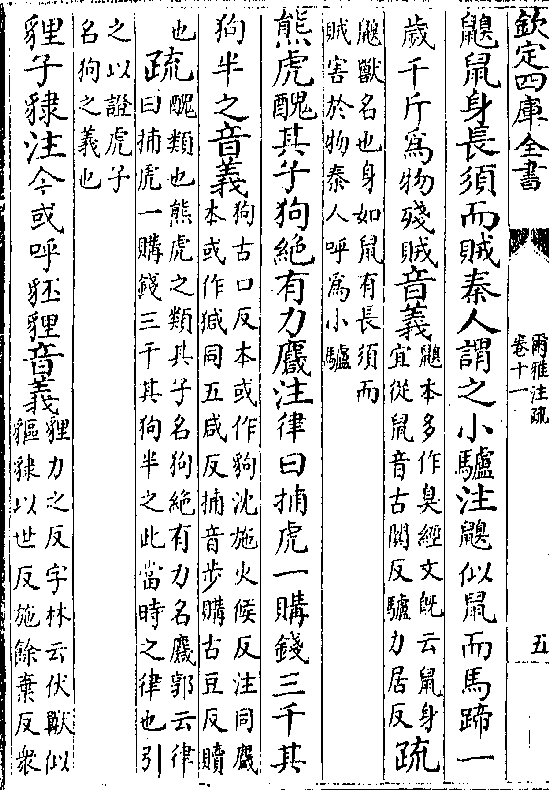 欽定四庫全書
爾雅注疏
卷十一
五
鼳鼠身長須而賊秦人謂之小驢注鼳似鼠而馬蹄一
歲千斤為物殘賊音義
鼳本多作狊經文既云鼠身
宜從鼠音古闃反驢力居反
疏
鼳獸名也身如鼠有長須而
賊害於物秦人呼為小驢
熊虎醜其子狗絶有力麙注律曰捕虎一購錢三千其
狗半之音義
狗古口反本或作豿沈施火候反注同麙
本或作㺂同五咸反捕音步購古豆反贖
也
疏
醜類也熊虎之類其子名狗絶有力名麙郭云律
曰捕虎一購錢三千其狗半之此當時之律也引
之以證虎子
名狗之義也
貍子䝪注今或呼豾貍音義
貍力之反字林云伏獸似
貙䝪以世反施餘棄反衆